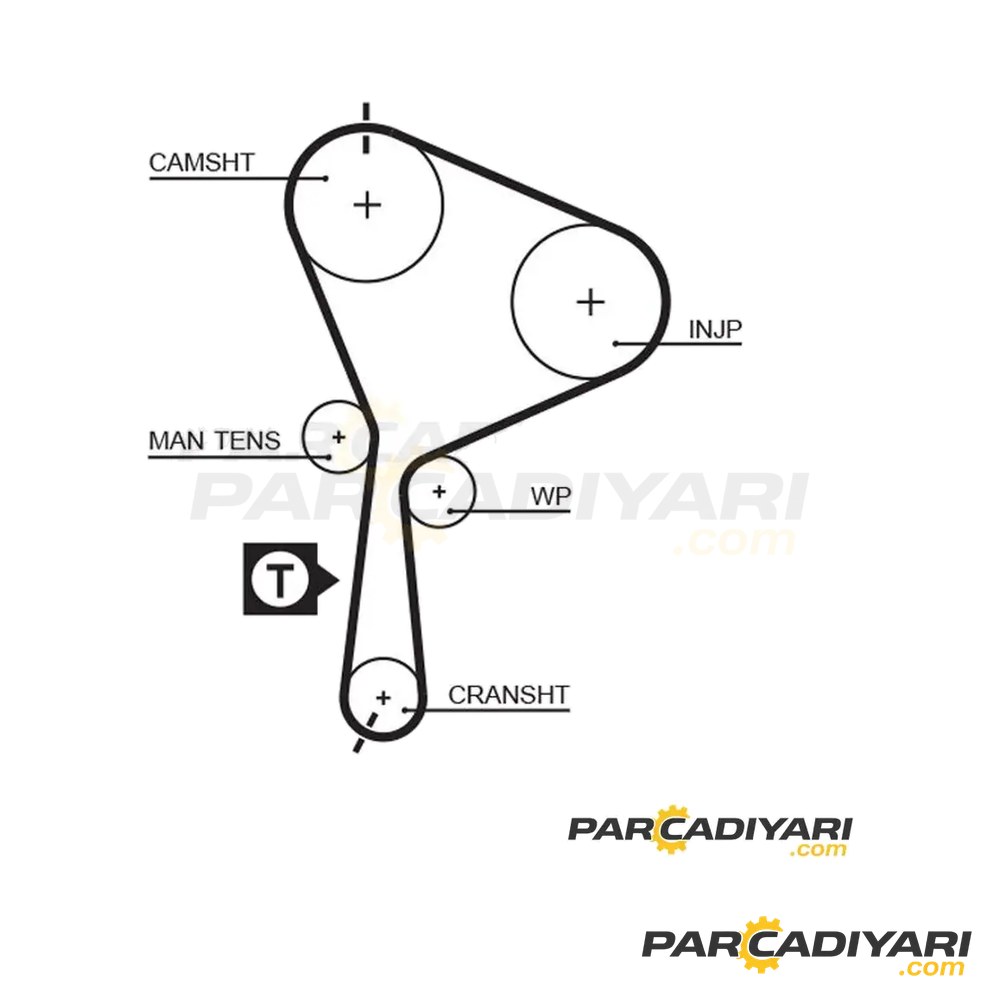 CAMSHT
INJP
MAN TENS
PARCADIYARI
WP
.com
T
CRANSHT
PARCADIYARI
.com
PARCADIYARI
.com